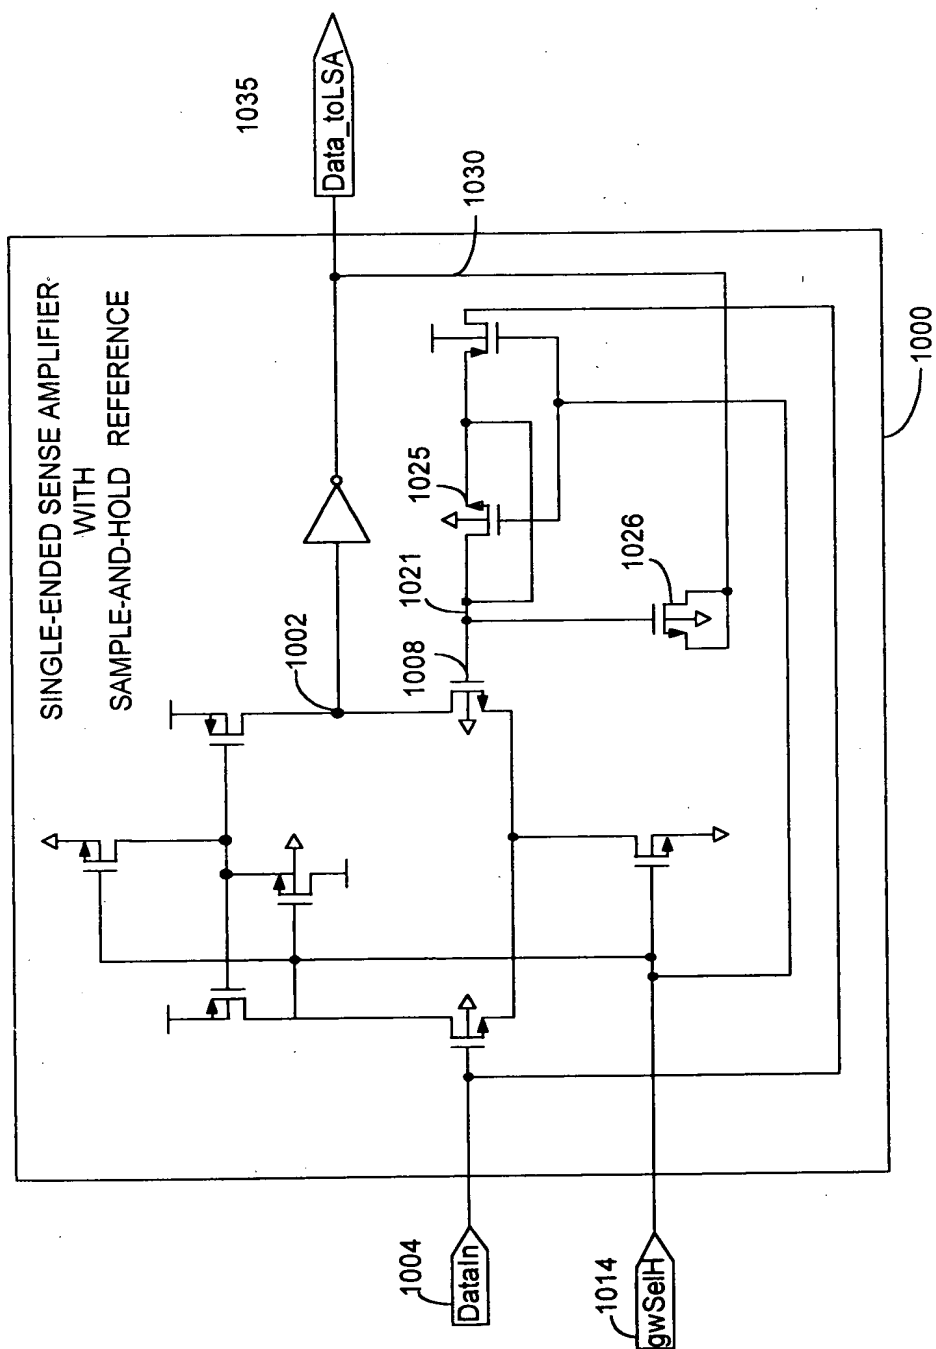 SINGLE-ENDED SENSE AMPLIFIER
WITH
SAMPLE-AND-HOLD REFERENCE
1035
Data_toLSA
1030
1002
1025
1021
1008
1026
1004
DataIn
1014
gwSelH
1000